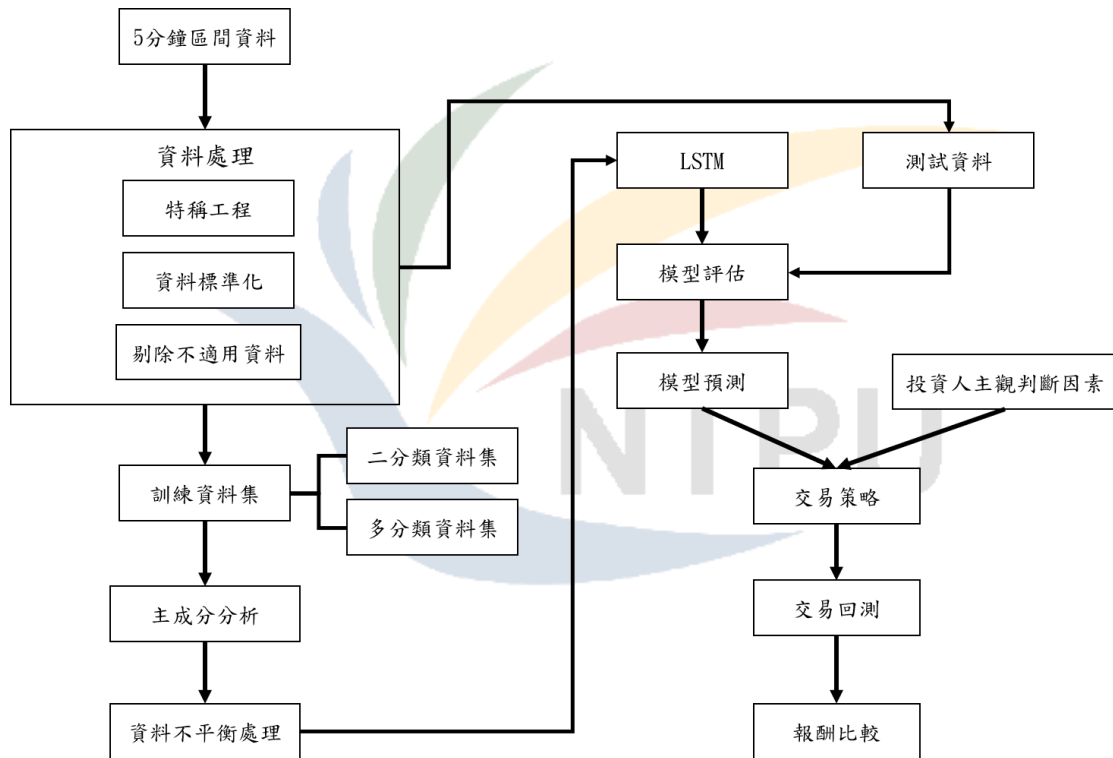 5分鐘區間資料
資料處理
特稱工程
資料標準化
剔除不適用資料
訓練資料集
二分類資料集
多分類資料集
主成分分析
資料不平衡處理
LSTM
測試資料
模型評估
模型預測
投資人主觀判斷因素
交易策略
交易回測
報酬比較
NTPU